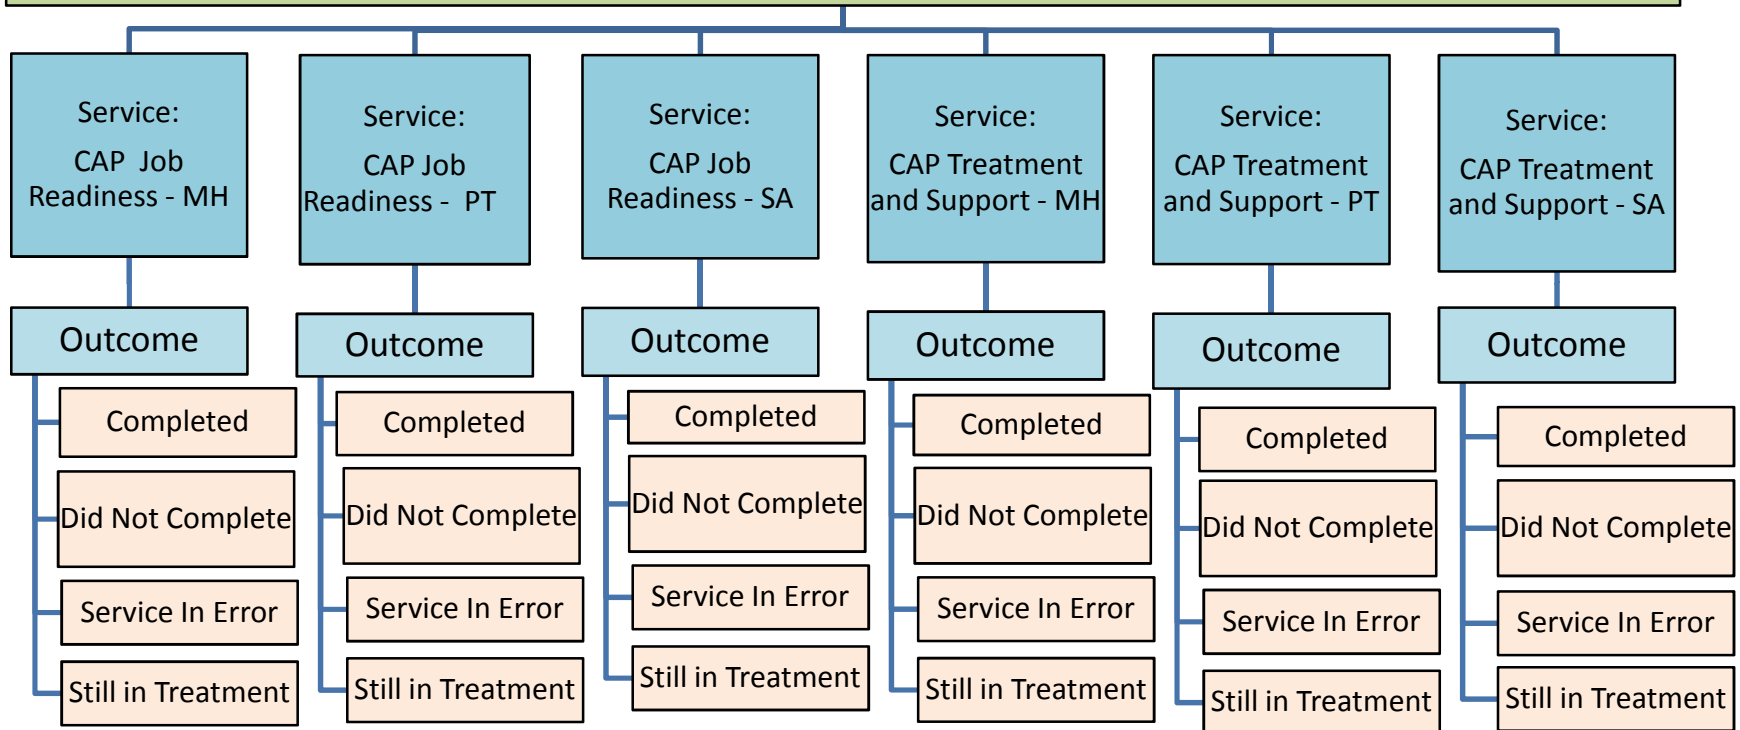 Service:
CAP Job
Readiness - MH
Service:
CAP Job
Readiness - PT
Service:
CAP Job
Readiness - SA
Service:
CAP Treatment
and Support - MH
Service:
CAP Treatment
and Support - PT
Service:
CAP Treatment
and Support - SA
Outcome
Completed
Did Not Complete
Service In Error
Still in Treatment
Outcome
Completed
Did Not Complete
Service In Error
Still in Treatment
Outcome
Completed
Did Not Complete
Service In Error
Still in Treatment
Outcome
Completed
Did Not Complete
Service In Error
Still in Treatment
Outcome
Completed
Did Not Complete
Service In Error
Still in Treatment
Outcome
Completed
Did Not Complete
Service In Error
Still in Treatment